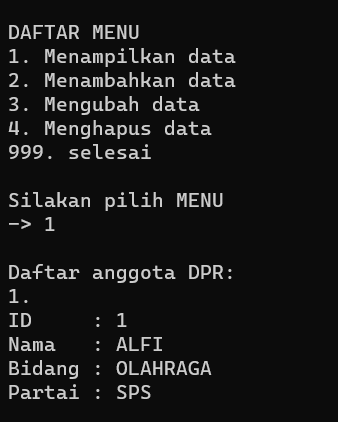 DAFTAR MENU
1. Menampilkan data
2. Menambahkan data
3. Mengubah data
4. Menghapus data
999. selesai
Silakan pilih MENU
-> 1
Daftar anggota DPR:
1.
ID     : 1
Nama   : ALFI
Bidang : OLAHRAGA
Partai : SPS